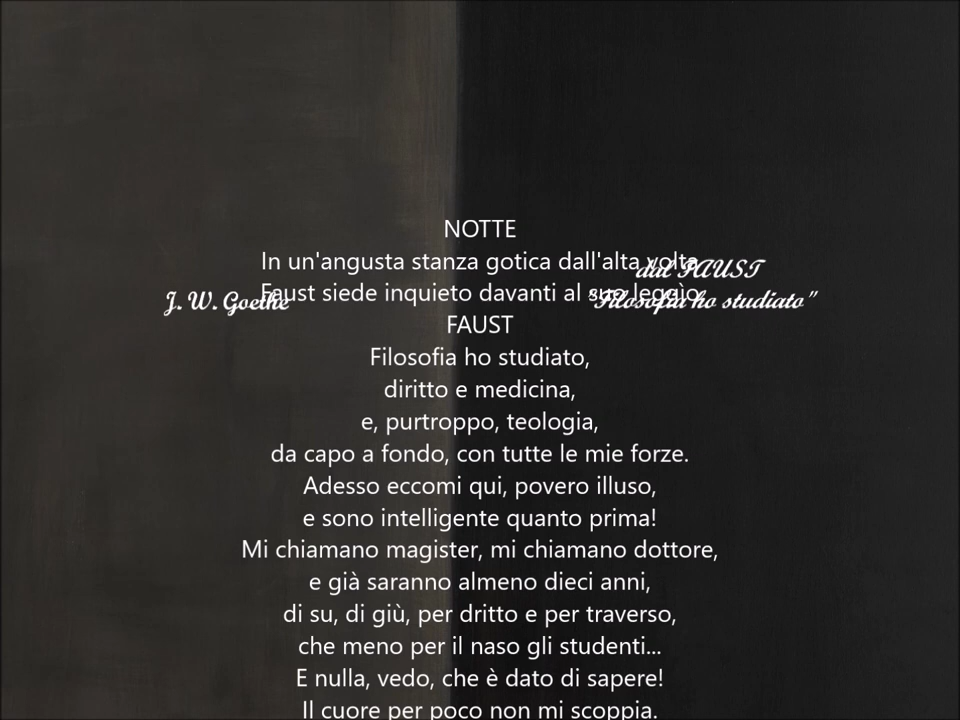 NOTTE
In un'angusta stanza gotica dall'alta volta
Faust siede inquieto davanti al suo leggio.
dal FAUST
J. W. Goethe
"Filosofia ho studiato"
FAUST
Filosofia ho studiato,
diritto e medicina,
e, purtroppo, teologia,
da capo a fondo, con tutte le mie forze.
Adesso eccomi qui, povero illuso,
e sono intelligente quanto prima!
Mi chiamano magister, mi chiamano dottore,
e già saranno almeno dieci anni,
di su, di giù, per dritto e per traverso,
che meno per il naso gli studenti...
E nulla, vedo, che è dato di sapere!
Il cuore per poco non mi scoppia.